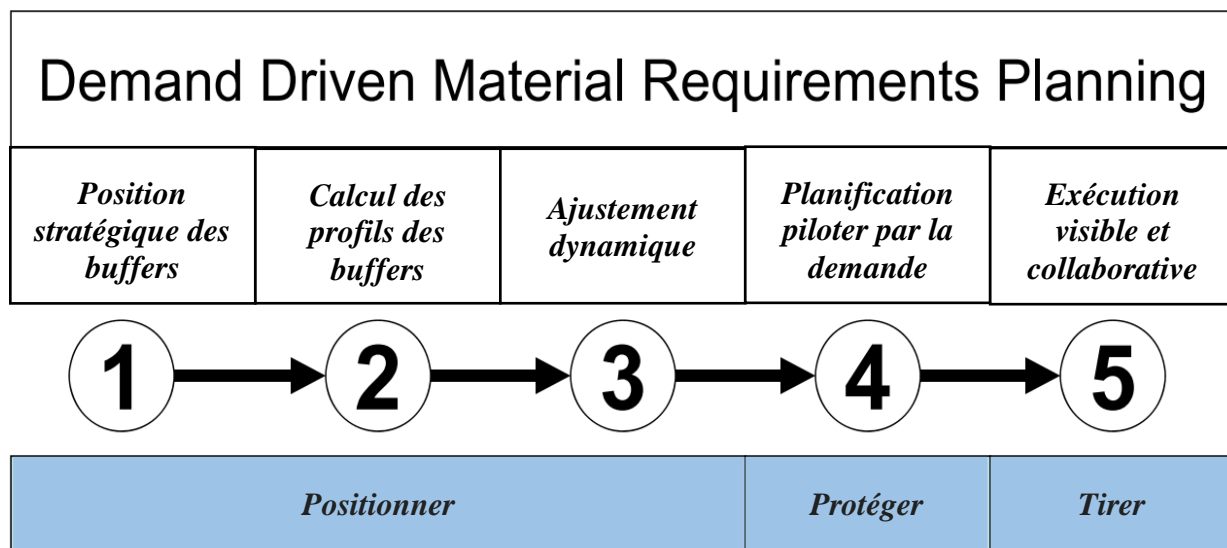 Demand Driven Material Requirements Planning
Position
stratégique des
buffers
Calcul des
profils des
buffers
Ajustement
dynamique
Planification
piloter par la
demande
Exécution
visible et
collaborative
1
2
3
4
5
Positionner
Protéger
Tirer